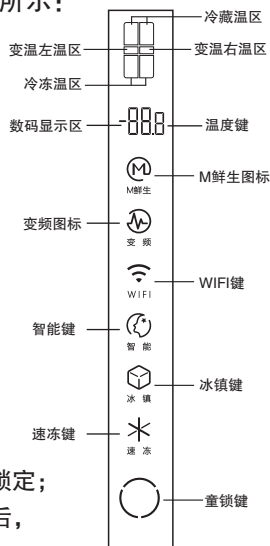 所示：
冷藏温区
变温左温区
变温右温区
冷冻温区
数码显示区
-88.8
温度键
M鲜生
M鲜生图标
变频图标
变 频
WIFI
WIFI键
智能键
智 能
冰 镇
冰镇键
速冻键
速 冻
锁定；
后，
童锁键